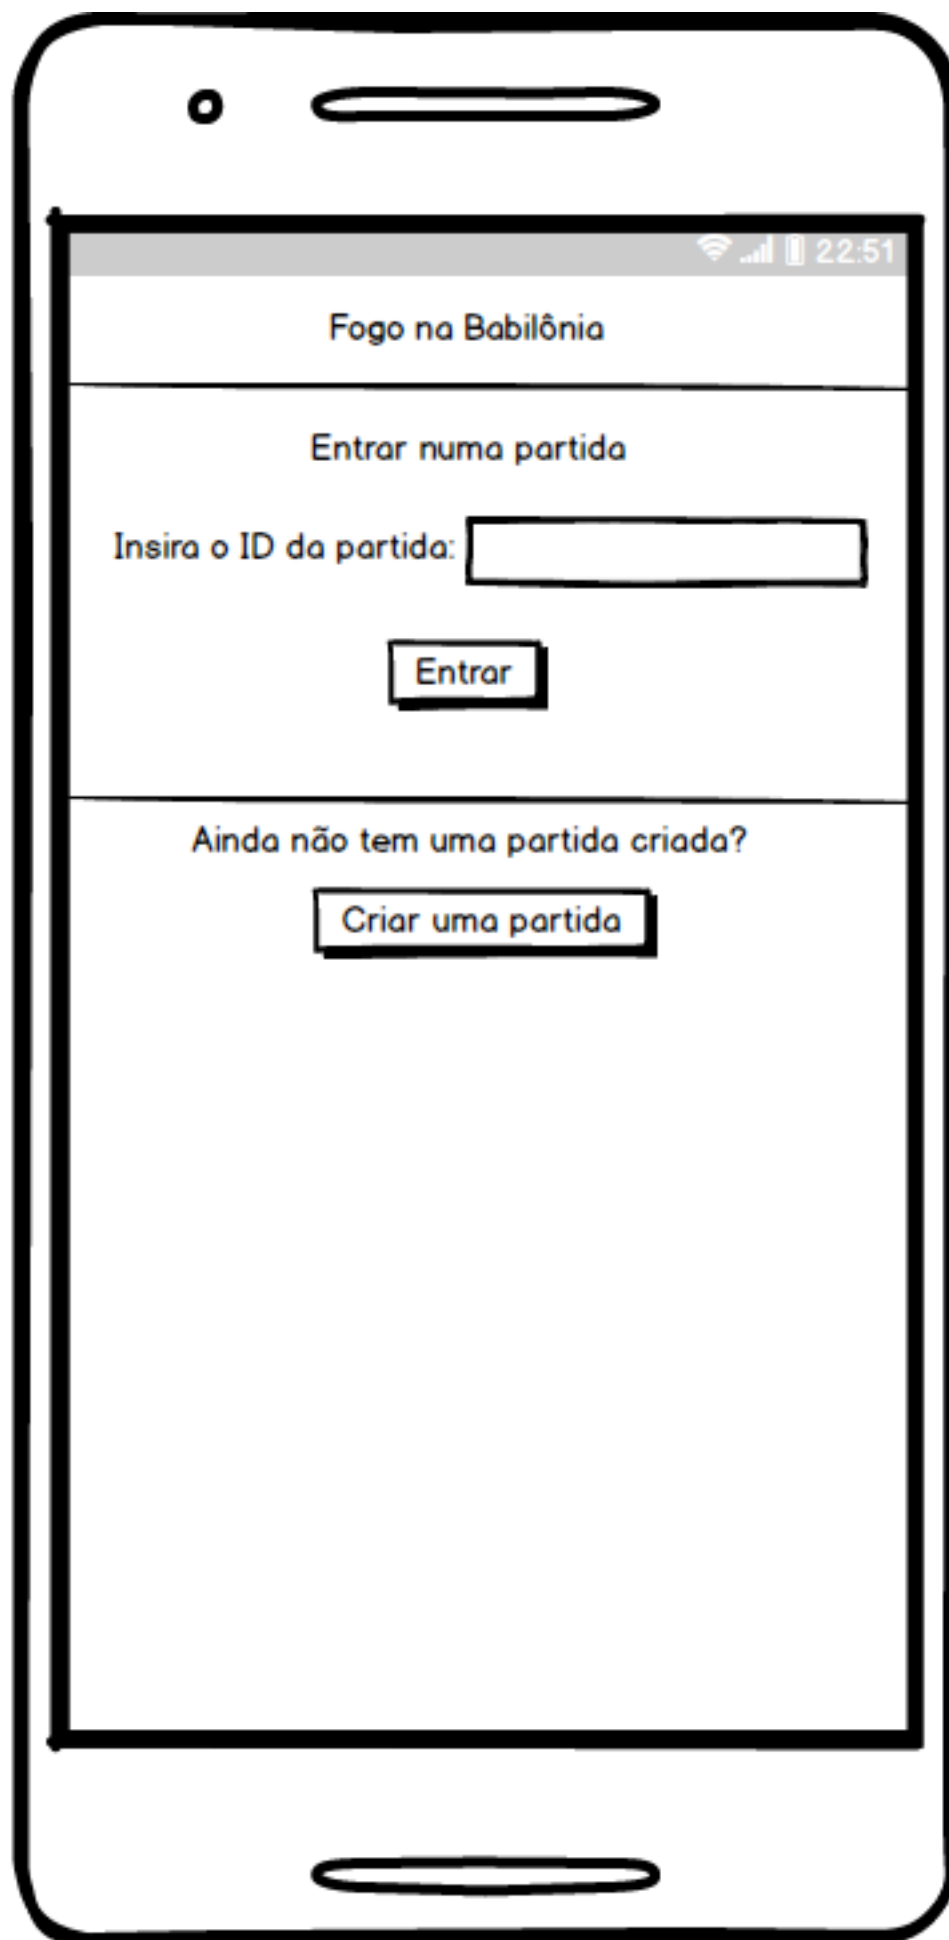 22:51
Fogo na Babilônia
Entrar numa partida
Insira o ID da partida:
Entrar
Ainda não tem uma partida criada?
Criar uma partida